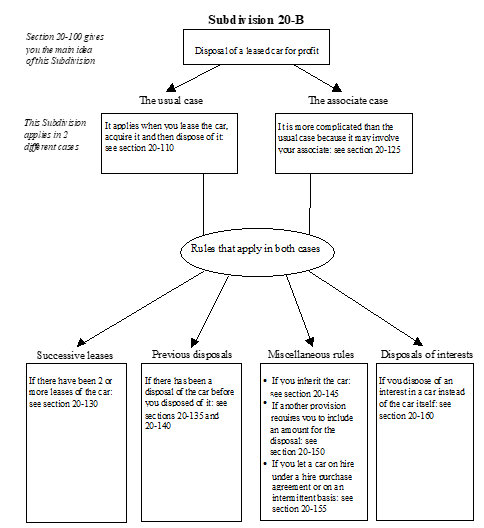 Subdivision 20-B
Section 20-100 gives
you the main idea
of this Subdivision
Disposal of a leased car for profit
The usual case
The associate case
This Subdivision
applies in 2
different cases
It applies when you lease the car,
acquire it and then dispose of it:
see section 20-110
It is more complicated than the
usual case because it may involve
your associate: see section 20-125
Rules that apply in both cases
Successive leases
If there have been 2 or
more leases of the car:
see section 20-130
Previous disposals
If there has been a
disposal of the car before
you disposed of it: see
sections 20-135 and
20-140
Miscellaneous rules
• If you inherit the car:
see section 20-145
• If another provision
requires you to include
an amount for the
disposal: see
section 20-150
• If you let a car on hire
under a hire purchase
agreement or on an
intermittent basis: see
section 20-155
Disposals of interests
If you dispose of an
interest in a car instead
of the car itself: see
section 20-160